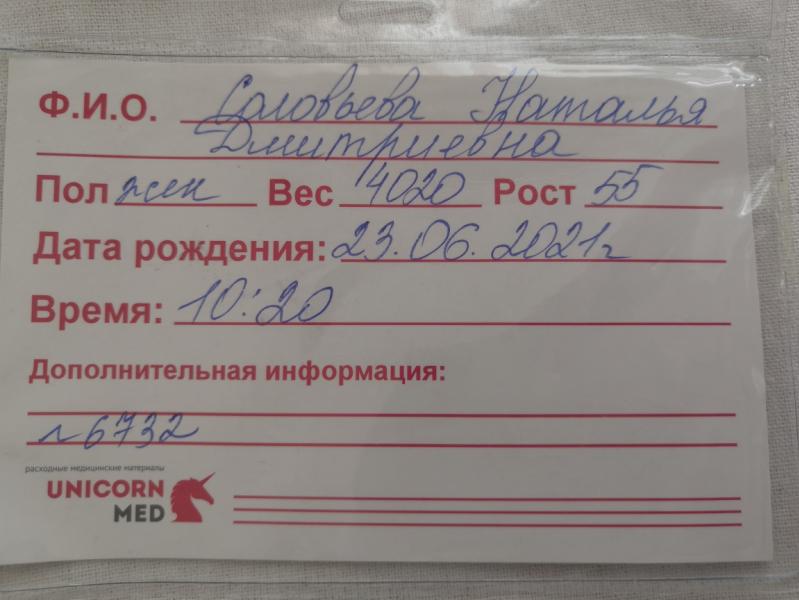 Ф.И.О. Соловьева Наталья
Дмитриевна
Пол жен Вес 4020 Рост 55
Дата рождения: 23.06.2021г
Время: 10:20
Дополнительная информация:
№6732
расходные медицинские материалы
UNICORN
MED